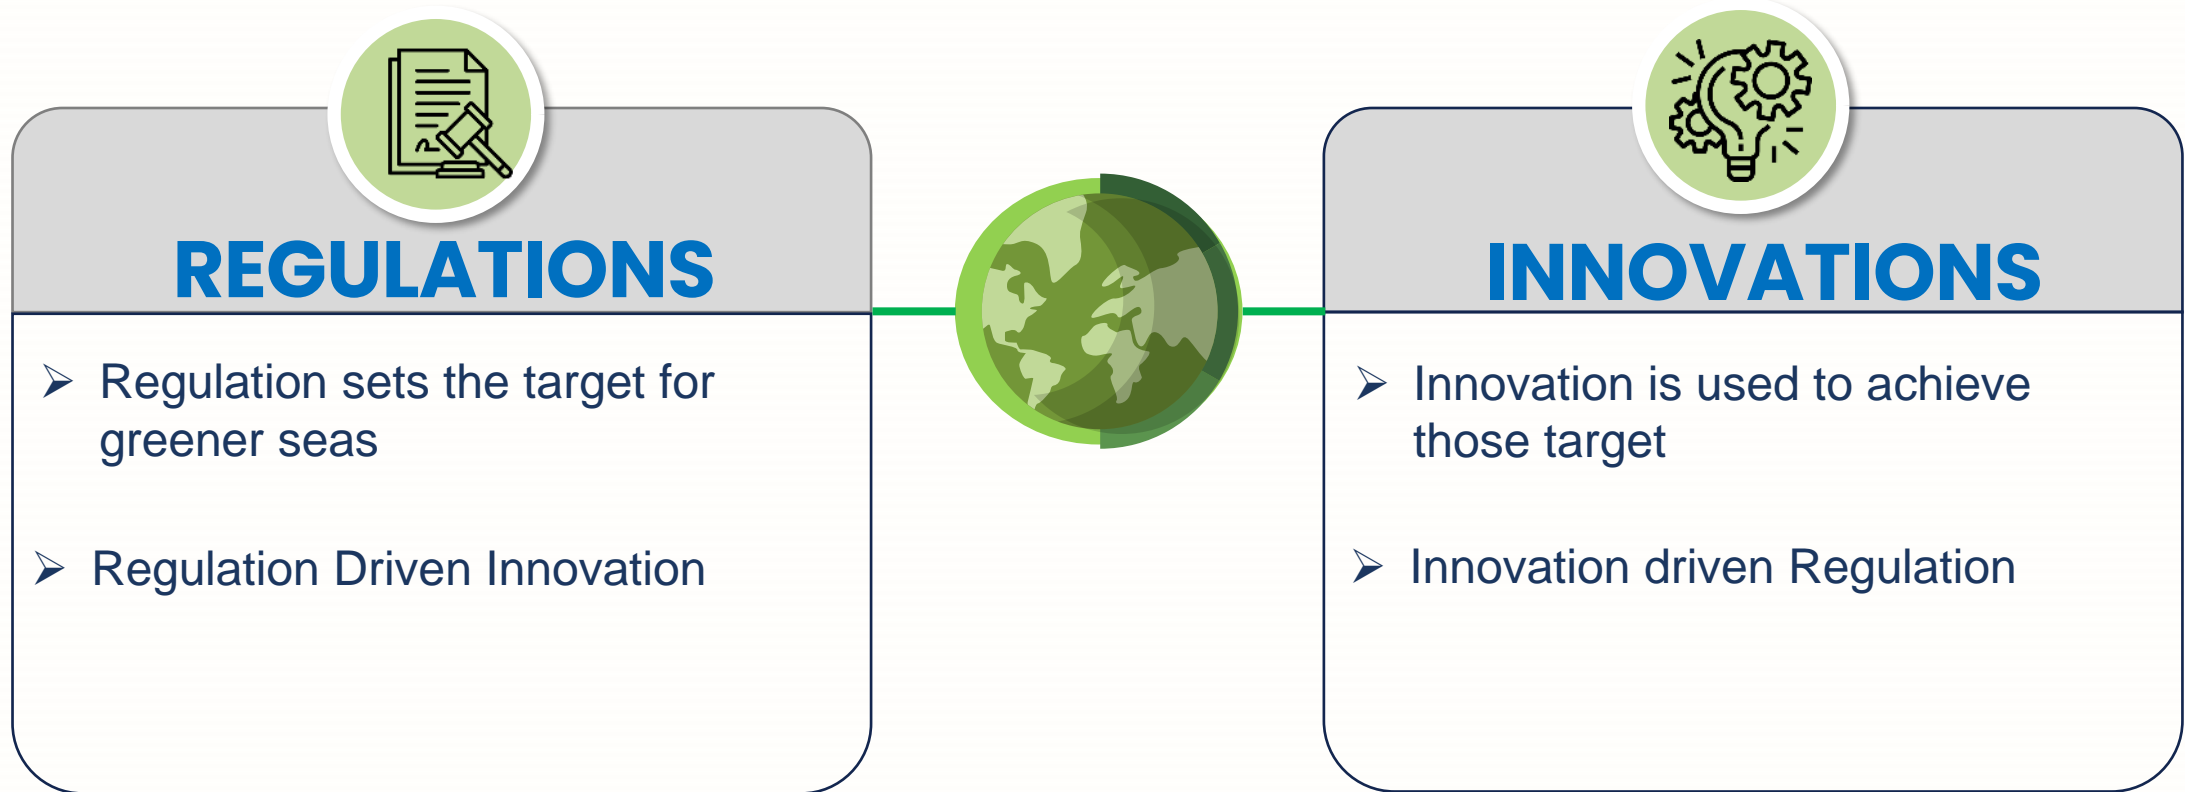 REGULATIONS
➢ Regulation sets the target for
greener seas
➢ Regulation Driven Innovation
INNOVATIONS
➢ Innovation is used to achieve
those target
➢ Innovation driven Regulation